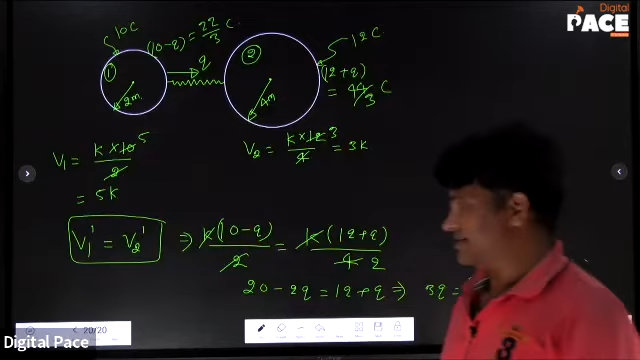 Digital
PACE
10C
(10-q) = 22/3 C
q
1
2m
2
4m
12C
(12+q)
= 44/3 C
V₁ = K×10 5 / 2
= 5K
V₂ = K×12 3 / 4 = 3K
V₁' = V₂' ⇒ K(10-q) / 2 = K(12+q) / 4 2
20-2q = 12+q ⇒ 3q =
Digital Pace
20/20